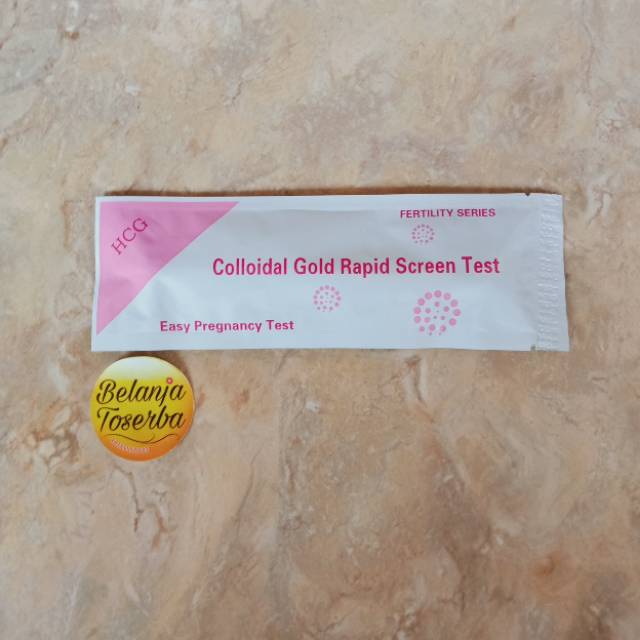 HCG
FERTILITY SERIES
Colloidal Gold Rapid Screen Test
Easy Pregnancy Test
Belanja
Toserba